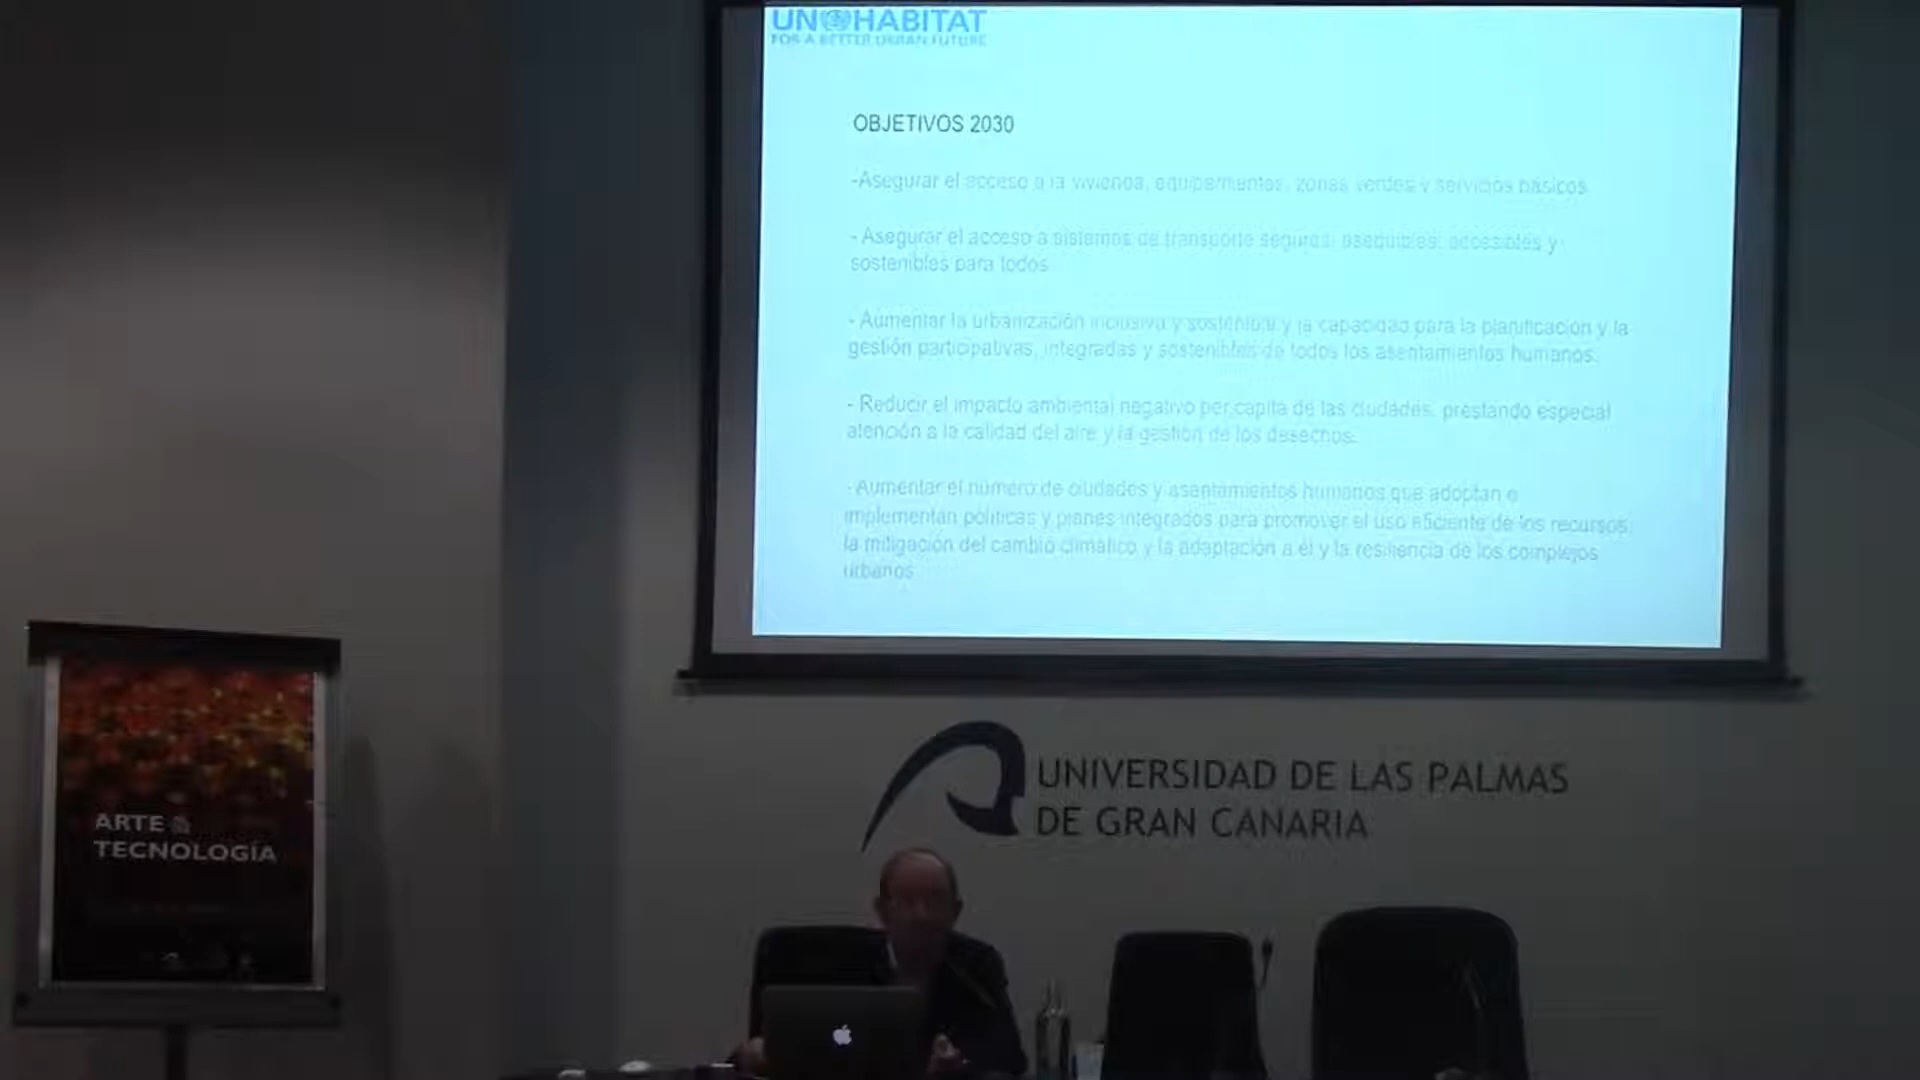 UN HABITAT
FOR A BETTER URBAN FUTURE
OBJETIVOS 2030
-Asegurar el acceso a la vivienda, equipamientos, zonas verdes y servicios básicos
- Asegurar el acceso a sistemas de transporte seguros, asequibles, accesibles y
sostenibles para todos
- Aumentar la urbanización inclusiva y sostenible y la capacidad para la planificación y la
gestión participativas, integradas y sostenibles de todos los asentamientos humanos.
- Reducir el impacto ambiental negativo per capita de las ciudades, prestando especial
atención a la calidad del aire y la gestión de los desechos.
- Aumentar el número de ciudades y asentamientos humanos que adoptan e
implementan políticas y planes integrados para promover el uso eficiente de los recursos,
la mitigación del cambio climático y la adaptación a él y la resiliencia de los complejos
urbanos
UNIVERSIDAD DE LAS PALMAS
DE GRAN CANARIA
ARTE &
TECNOLOGÍA